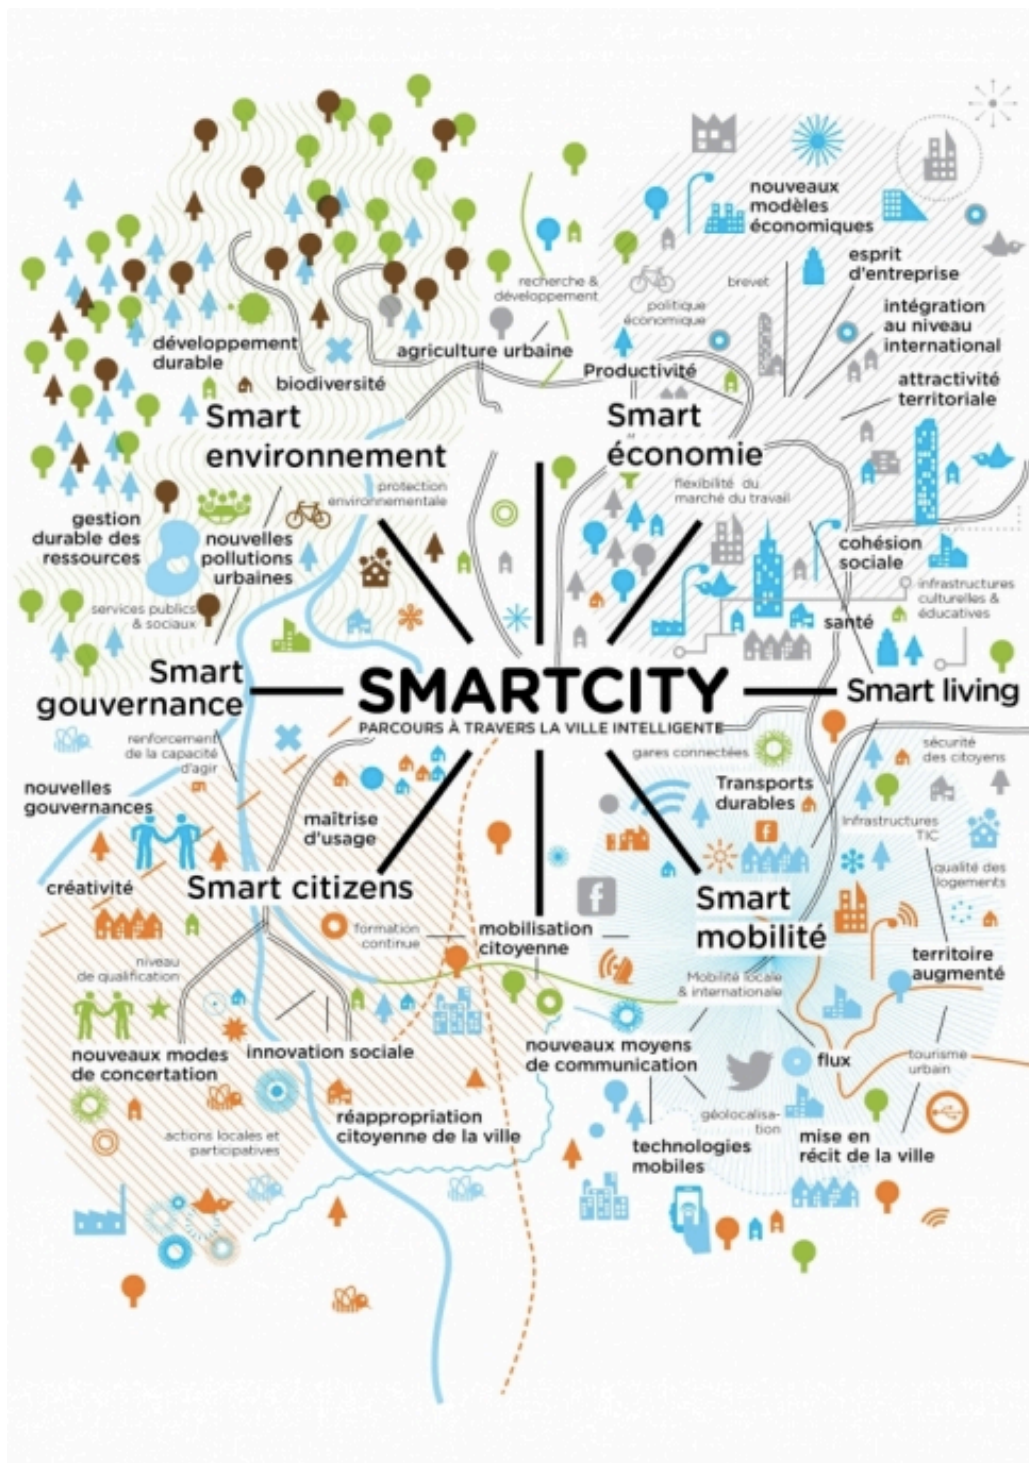 nouveaux
modèles
économiques
esprit
d'entreprise
recherche &
développement
brevet
politique
économique
intégration
au niveau
international
développement
durable
agriculture urbaine
biodiversité
Productivité
attractivité
territoriale
Smart
environnement
Smart
économie
protection
environnementale
flexibilité du
marché du travail
gestion
durable des
ressources
nouvelles
pollutions
urbaines
cohésion
sociale
services publics
& sociaux
infrastructures
culturelles &
éducatives
santé
Smart
gouvernance
SMARTCITY
PARCOURS À TRAVERS LA VILLE INTELLIGENTE
Smart living
renforcement
de la capacité
d'agir
gares connectées
sécurité
des citoyens
nouvelles
gouvernances
maîtrise
d'usage
Transports
durables
f
Infrastructures
TIC
créativité
Smart citizens
f
Smart
mobilité
qualité des
logements
formation
continue
mobilisation
citoyenne
niveau
de qualification
Mobilité locale
& internationale
territoire
augmenté
nouveaux modes
de concertation
innovation sociale
nouveaux moyens
de communication
flux
tourisme
urbain
actions locales et
participatives
réappropriation
citoyenne de la ville
géolocalisa-
tion
technologies
mobiles
mise en
récit de la ville